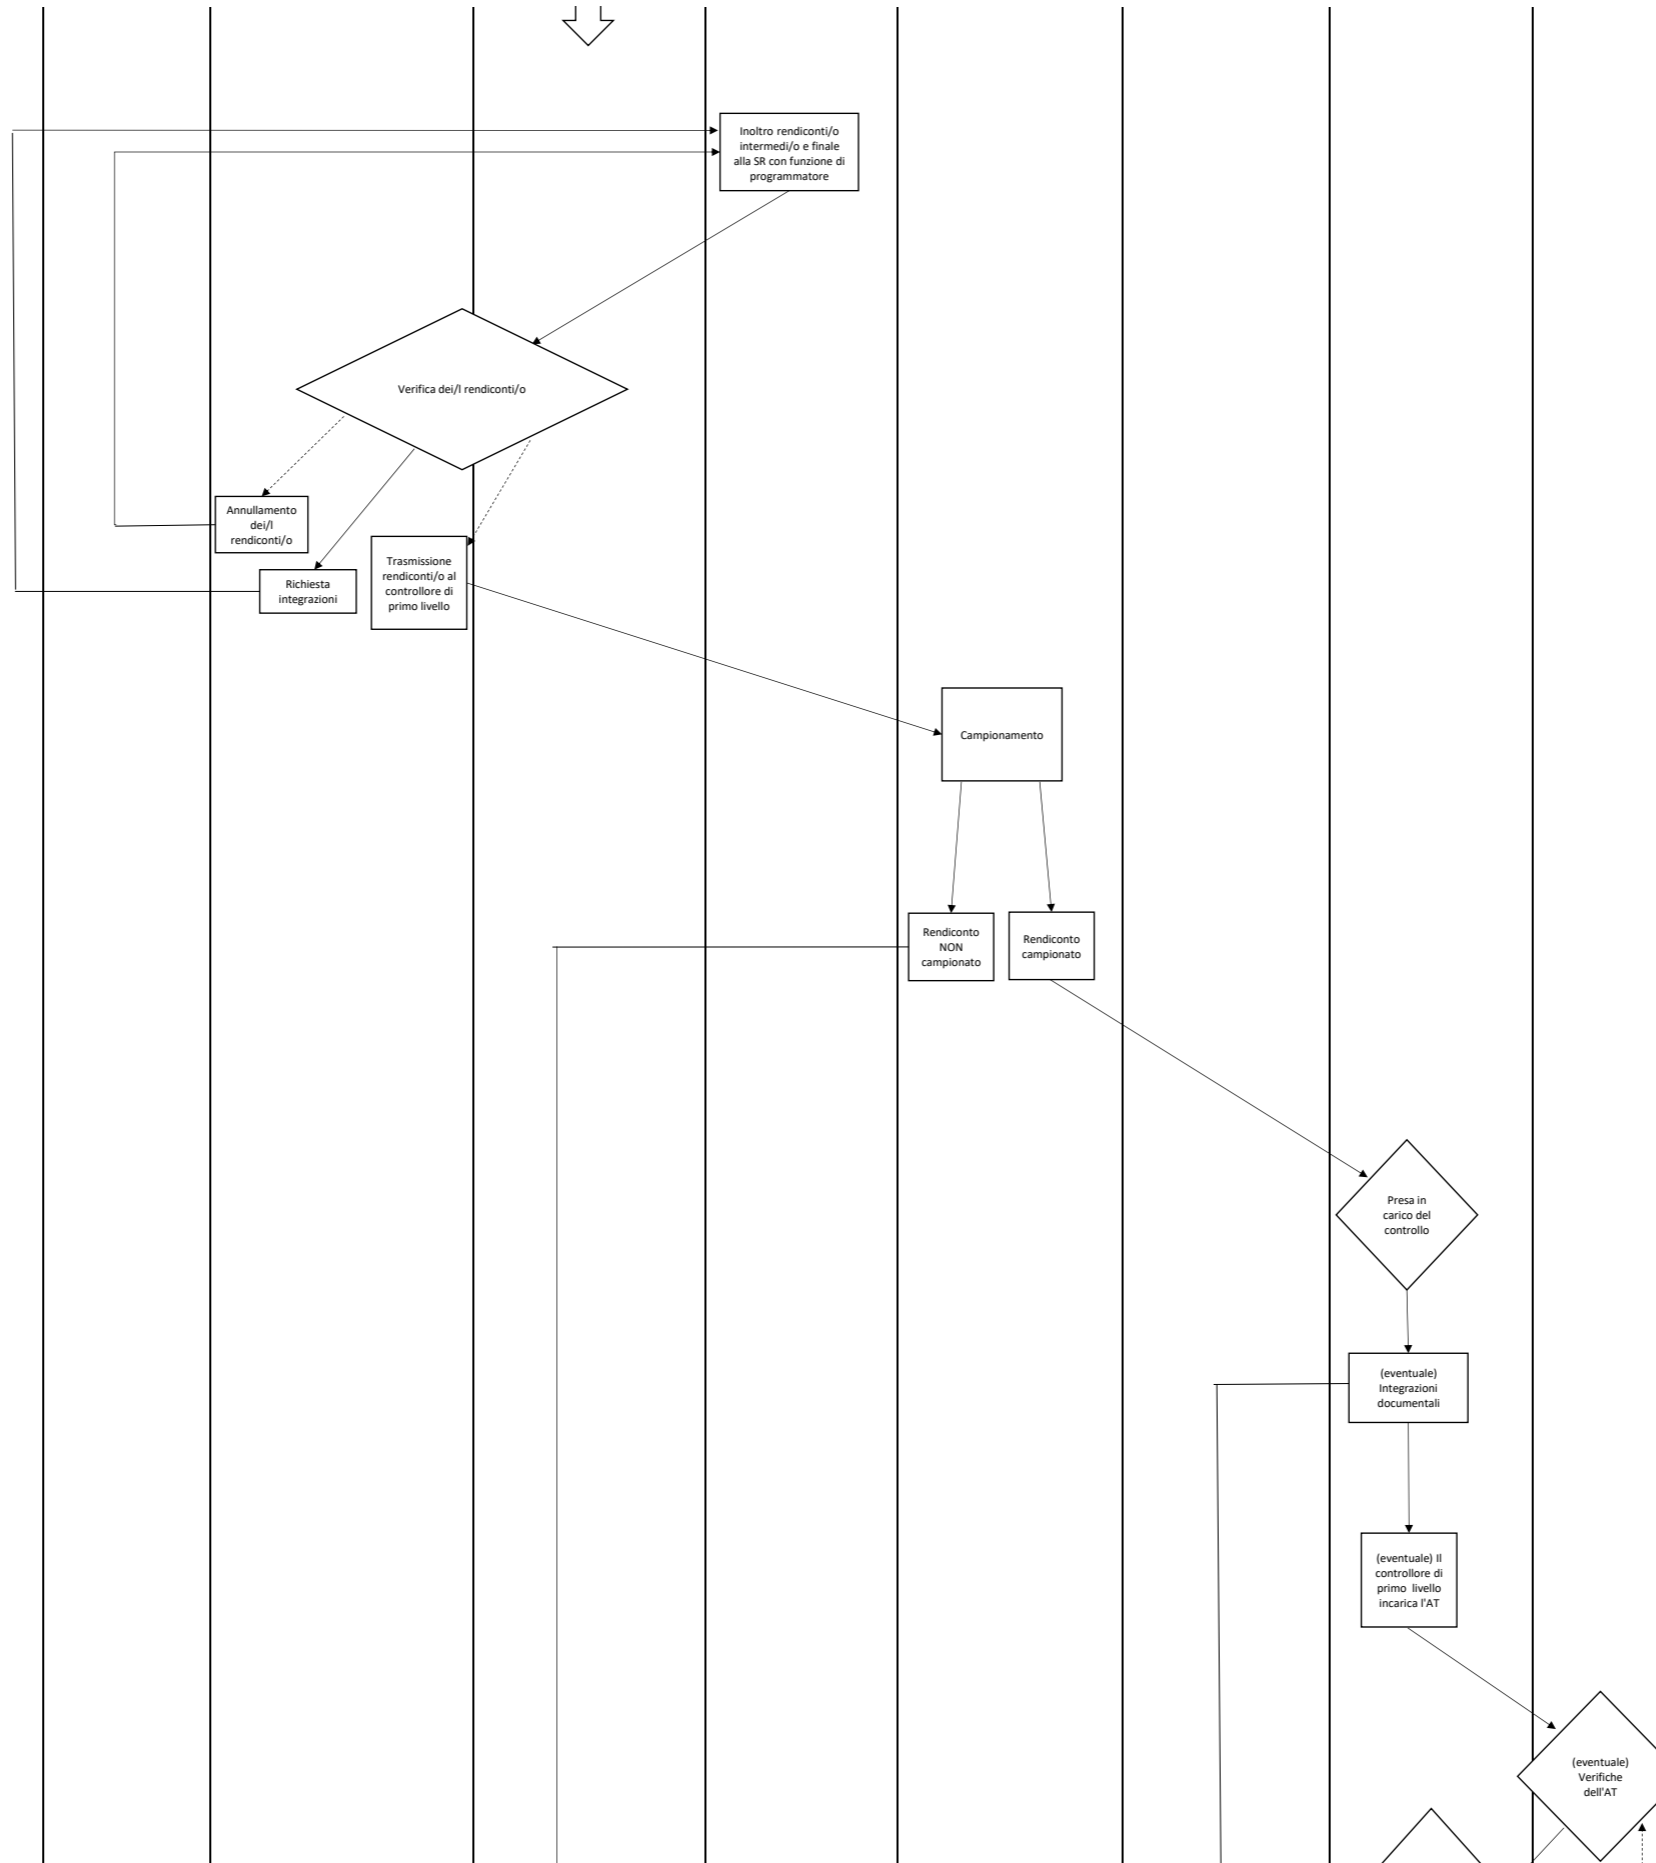 Inoltro rendiconti/o
intermedi/o e finale
alla SR con funzione di
programmatore
Verifica dei/l rendiconti/o
Annullamento
dei/l
rendiconti/o
Richiesta
integrazioni
Trasmissione
rendiconti/o al
controllore di
primo livello
Campionamento
Rendiconto
NON
campionato
Rendiconto
campionato
Presa in
carico del
controllo
(eventuale)
Integrazioni
documentali
(eventuale) Il
controllore di
primo livello
incarica l'AT
(eventuale)
Verifiche
dell'AT